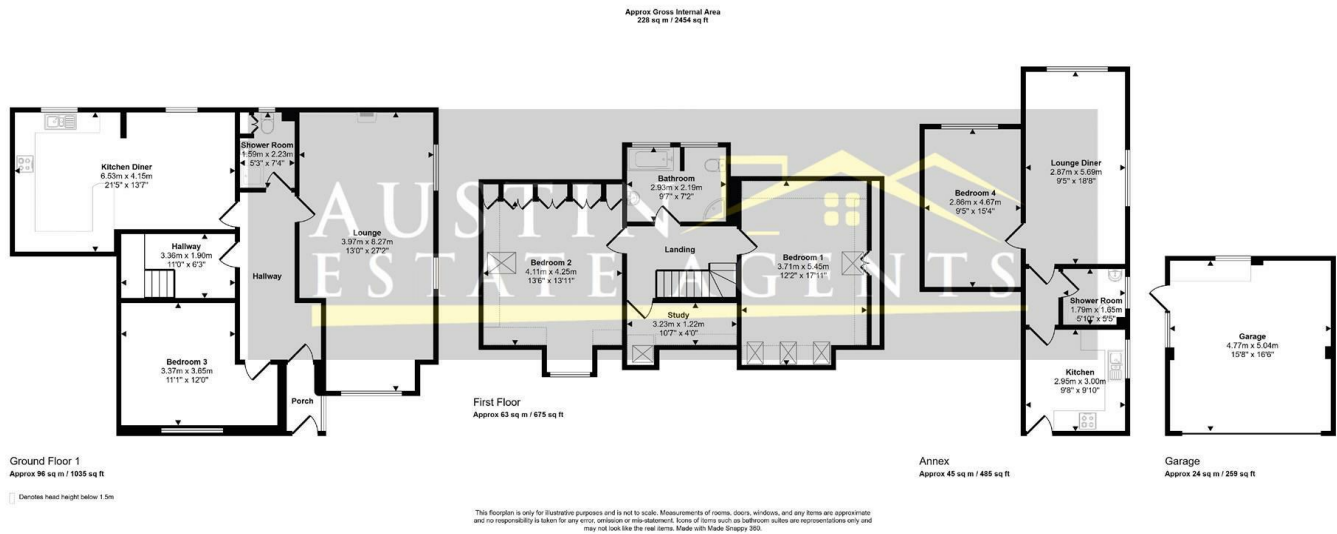 Approx Gross Internal Area
228 sq m / 2454 sq ft
Kitchen Diner
6.53m x 4.15m
21'5" x 13'7"
Shower Room
1.59m x 2.23m
5'3" x 7'4"
Lounge
3.97m x 8.27m
13'0" x 27'2"
Hallway
3.36m x 1.90m
11'0" x 6'3"
Hallway
Bedroom 3
3.37m x 3.65m
11'1" x 12'0"
Porch
Ground Floor 1
Approx 96 sq m / 1035 sq ft
Denotes head height below 1.5m
AUSTIN
ESTATE AGENTS
Bathroom
2.93m x 2.19m
9'7" x 7'2"
Landing
Bedroom 2
4.11m x 4.25m
13'6" x 13'11"
Bedroom 1
3.71m x 5.45m
12'2" x 17'11"
Study
3.23m x 1.22m
10'7" x 4'0"
First Floor
Approx 63 sq m / 675 sq ft
Lounge Diner
2.87m x 5.69m
9'5" x 18'8"
Bedroom 4
2.86m x 4.67m
9'5" x 15'4"
Shower Room
1.79m x 1.65m
5'10" x 5'5"
Kitchen
2.95m x 3.00m
9'8" x 9'10"
Annex
Approx 45 sq m / 485 sq ft
Garage
4.77m x 5.04m
15'8" x 16'6"
Garage
Approx 24 sq m / 259 sq ft
This floorplan is only for illustrative purposes and is not to scale. Measurements of rooms, doors, windows, and any items are approximate
and no responsibility is taken for any error, omission or mis-statement. Icons of items such as bathroom suites are representations only and
may not look like the real items. Made with Made Snappy 360.